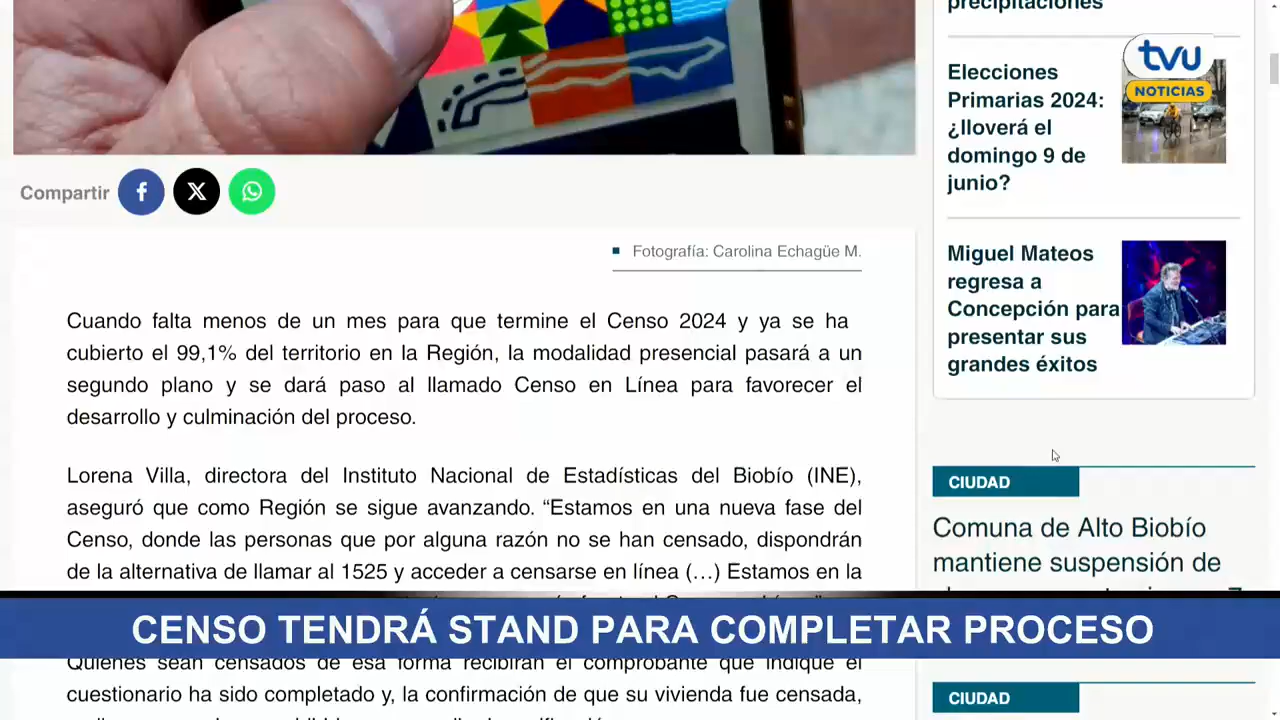 precipitaciones
tvu
NOTICIAS
Elecciones
Primarias 2024:
¿lloverá el
domingo 9 de
junio?
Compartir
Fotografía: Carolina Echagüe M.
Miguel Mateos
regresa a
Concepción para
presentar sus
grandes éxitos
Cuando falta menos de un mes para que termine el Censo 2024 y ya se ha
cubierto el 99,1% del territorio en la Región, la modalidad presencial pasará a un
segundo plano y se dará paso al llamado Censo en Línea para favorecer el
desarrollo y culminación del proceso.
Lorena Villa, directora del Instituto Nacional de Estadísticas del Biobío (INE),
aseguró que como Región se sigue avanzando. “Estamos en una nueva fase del
Censo, donde las personas que por alguna razón no se han censado, dispondrán
de la alternativa de llamar al 1525 y acceder a censarse en línea (…) Estamos en la
CIUDAD
Comuna de Alto Biobío
mantiene suspensión de
CENSO TENDRÁ STAND PARA COMPLETAR PROCESO
Quienes sean censados de esa forma recibirán el comprobante que indique el
cuestionario ha sido completado y, la confirmación de que su vivienda fue censada,
CIUDAD